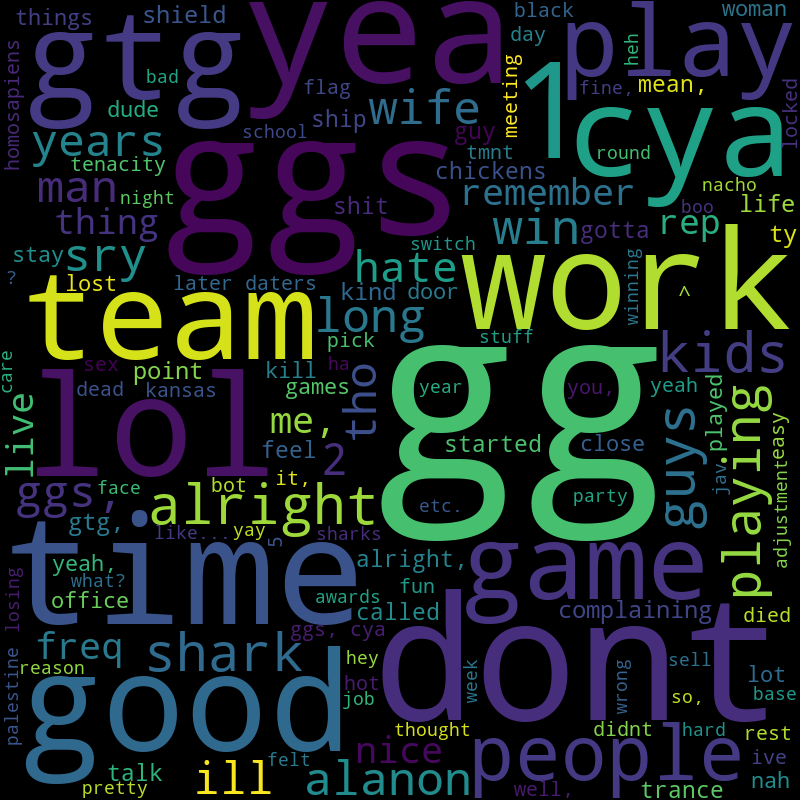 things
shield
gtg
yea
black
woman
play
day
heh
bad
flag
wife
1
meeting
fine,
mean,
locked
homosapiens
dude
ship
cya
years
school
guy
tmnt
round
tenacity
ggs
chickens
nacho
man
night
shit
remember
boo
life
thing
win
gotta
rep
ty
stay
sry
switch
hate
work
?
lost
later daters
kind
door
winning
^
team
long
stuff
kids
care
sex
point
pick
ha
lol
kill
tho
gg
year
you,
yeah
dead
kansas
games
played
live
me,
guys
playing
feel
started
close
easy
2
jav
ggs,
face
bot
it,
etc.
party
adjustment
alright
gtg,
yay
5
time
like...
sharks
game
yeah,
what?
alright,
dont
losing
office
awards
fun
called
complaining
died
ggs, cya
palestine
freq
shark
hey
week
wrong
sell
reason
hot
job
so,
lot
base
good
thought
didnt
hard
rest
nice
people
ive
talk
felt
pretty
ill
alanon
well,
trance
nah